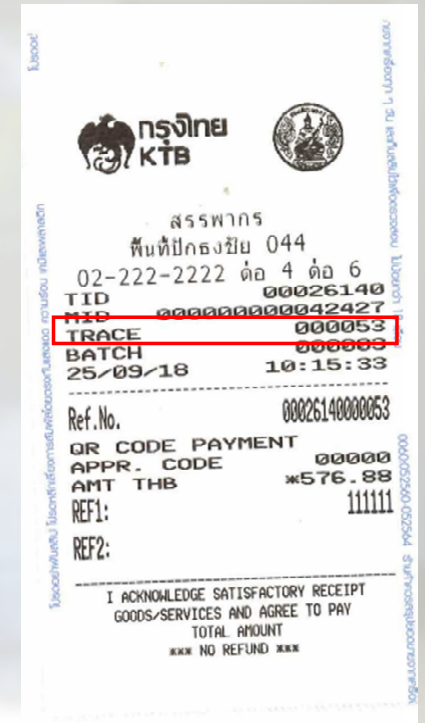 กรุงไทย
KTB
สรรพากร
พื้นที่ปักธงชัย 044
02-222-2222 ต่อ 4 ต่อ 6
TID 00026140
MID 000000000042427
TRACE 000053
BATCH 000003
25/09/18 10:15:33
Ref.No. 00026140000053
QR CODE PAYMENT
APPR. CODE 00000
AMT THB *576.88
REF1: 111111
REF2:
I ACKNOWLEDGE SATISFACTORY RECEIPT
GOODS/SERVICES AND AGREE TO PAY
TOTAL AMOUNT
*** NO REFUND ***